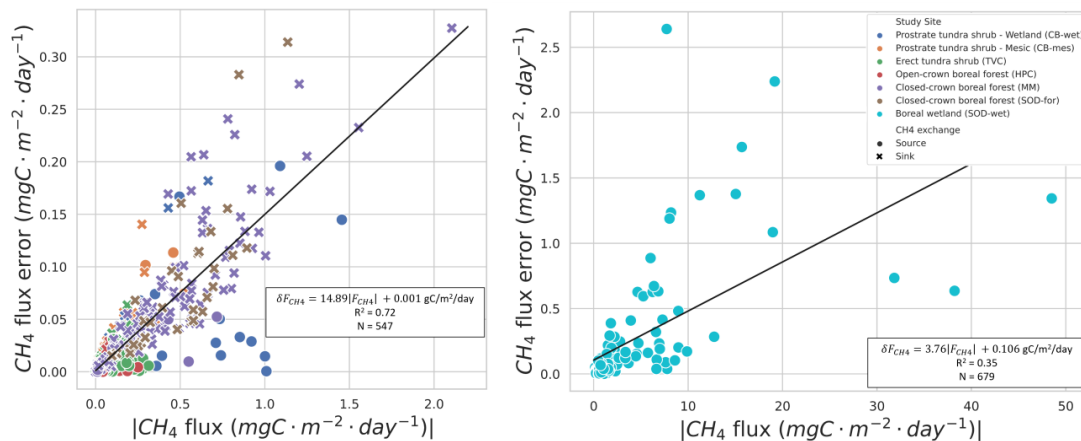 CH₄ flux error (mgC · m⁻² · day⁻¹)
0.30
0.25
0.20
0.15
0.10
0.05
0.00
δF_CH4 = 14.89|F_CH4| + 0.001 gC/m²/day
R² = 0.72
N = 547
0.0 0.5 1.0 1.5 2.0
|CH₄ flux (mgC · m⁻² · day⁻¹)|
CH₄ flux error (mgC · m⁻² · day⁻¹)
2.5
2.0
1.5
1.0
0.5
0.0
Study Site
Prostrate tundra shrub - Wetland (CB-wet)
Prostrate tundra shrub - Mesic (CB-mes)
Erect tundra shrub (TVC)
Open-crown boreal forest (HPC)
Closed-crown boreal forest (MM)
Closed-crown boreal forest (SOD-for)
Boreal wetland (SOD-wet)
CH4 exchange
Source
Sink
δF_CH4 = 3.76|F_CH4| + 0.106 gC/m²/day
R² = 0.35
N = 679
0 10 20 30 40 50
|CH₄ flux (mgC · m⁻² · day⁻¹)|